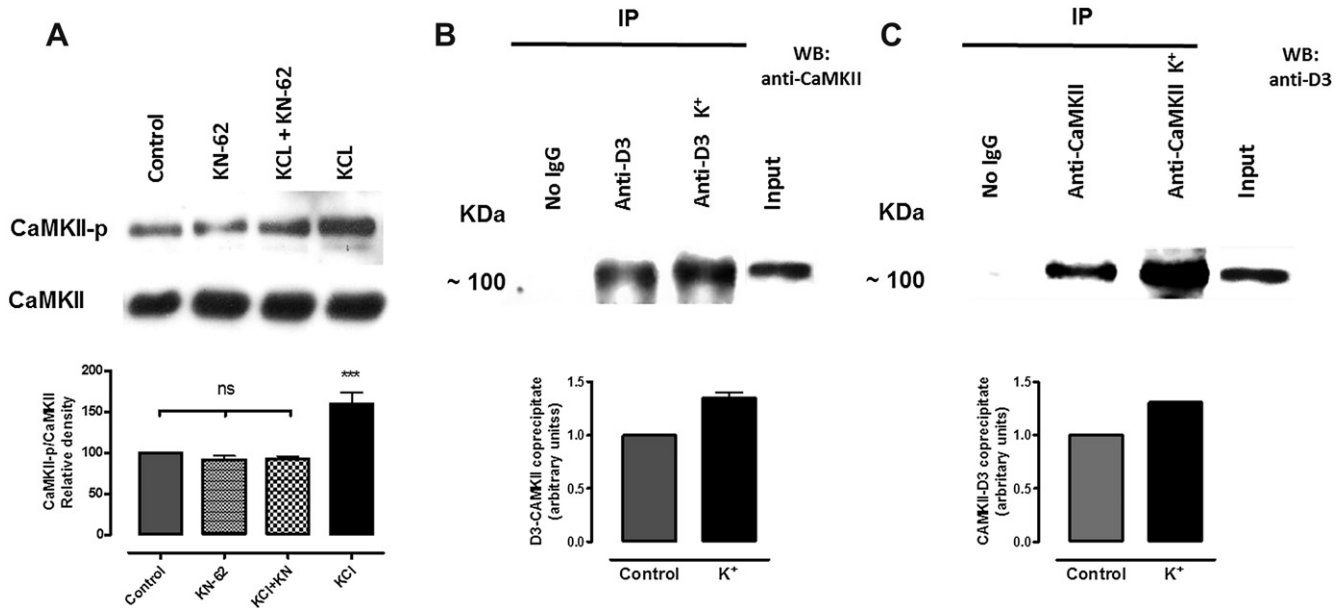 A
Control
KN-62
KCL + KN-62
KCL
CaMKII-p
CaMKII
CaMKII-p/CaMKII
Relative density
200
150
100
50
0
ns
***
Control
KN-62
KCl+KN
KCl
B
IP
WB:
anti-CaMKII
No IgG
Anti-D3
Anti-D3 K⁺
Input
KDa
~ 100
D3-CAMKII coprecipitate
(arbitrary unitss)
1.5
1.0
0.5
0.0
Control
K⁺
C
IP
WB:
anti-D3
No IgG
Anti-CaMKII
Anti-CaMKII K⁺
Input
KDa
~ 100
CAMKII-D3 coprecipitate
(arbritrary units)
1.5
1.0
0.5
0.0
Control
K⁺